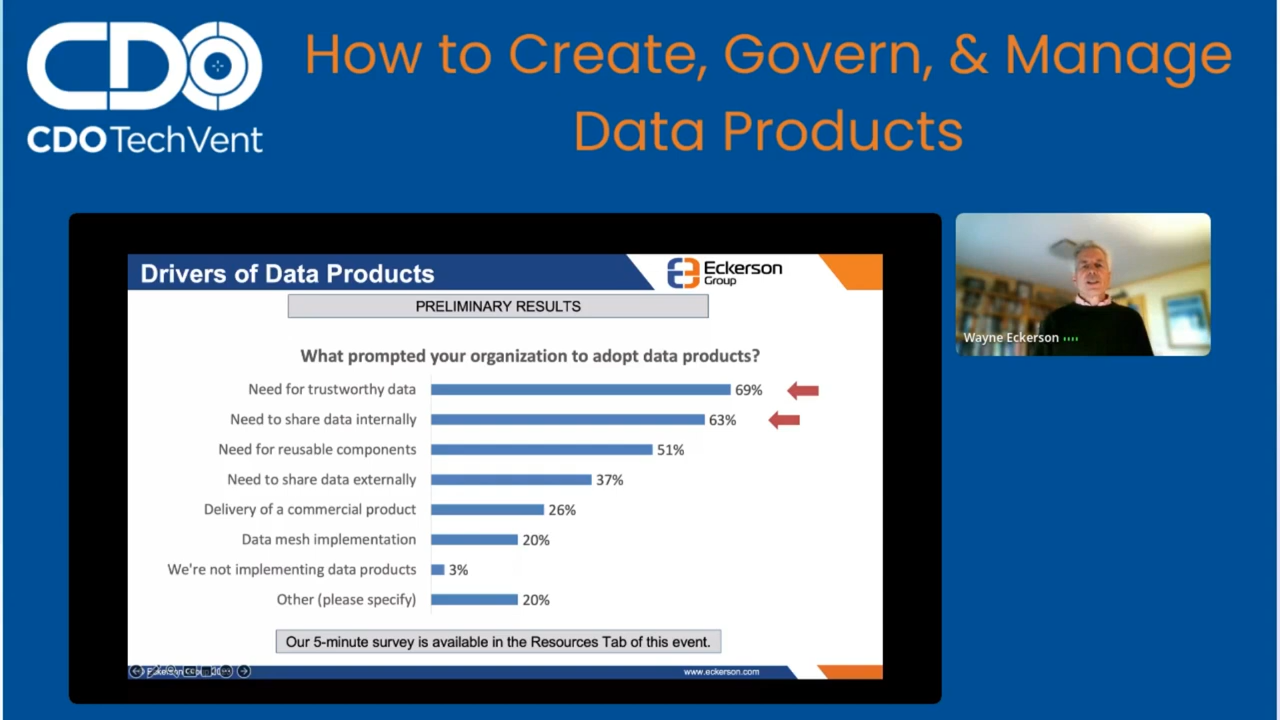 CDO
CDO TechVent
How to Create, Govern, & Manage
Data Products
Drivers of Data Products
Eckerson
Group
PRELIMINARY RESULTS
What prompted your organization to adopt data products?
Need for trustworthy data 69%
Need to share data internally 63%
Need for reusable components 51%
Need to share data externally 37%
Delivery of a commercial product 26%
Data mesh implementation 20%
We're not implementing data products 3%
Other (please specify) 20%
Our 5-minute survey is available in the Resources Tab of this event.
www.eckerson.com
Wayne Eckerson